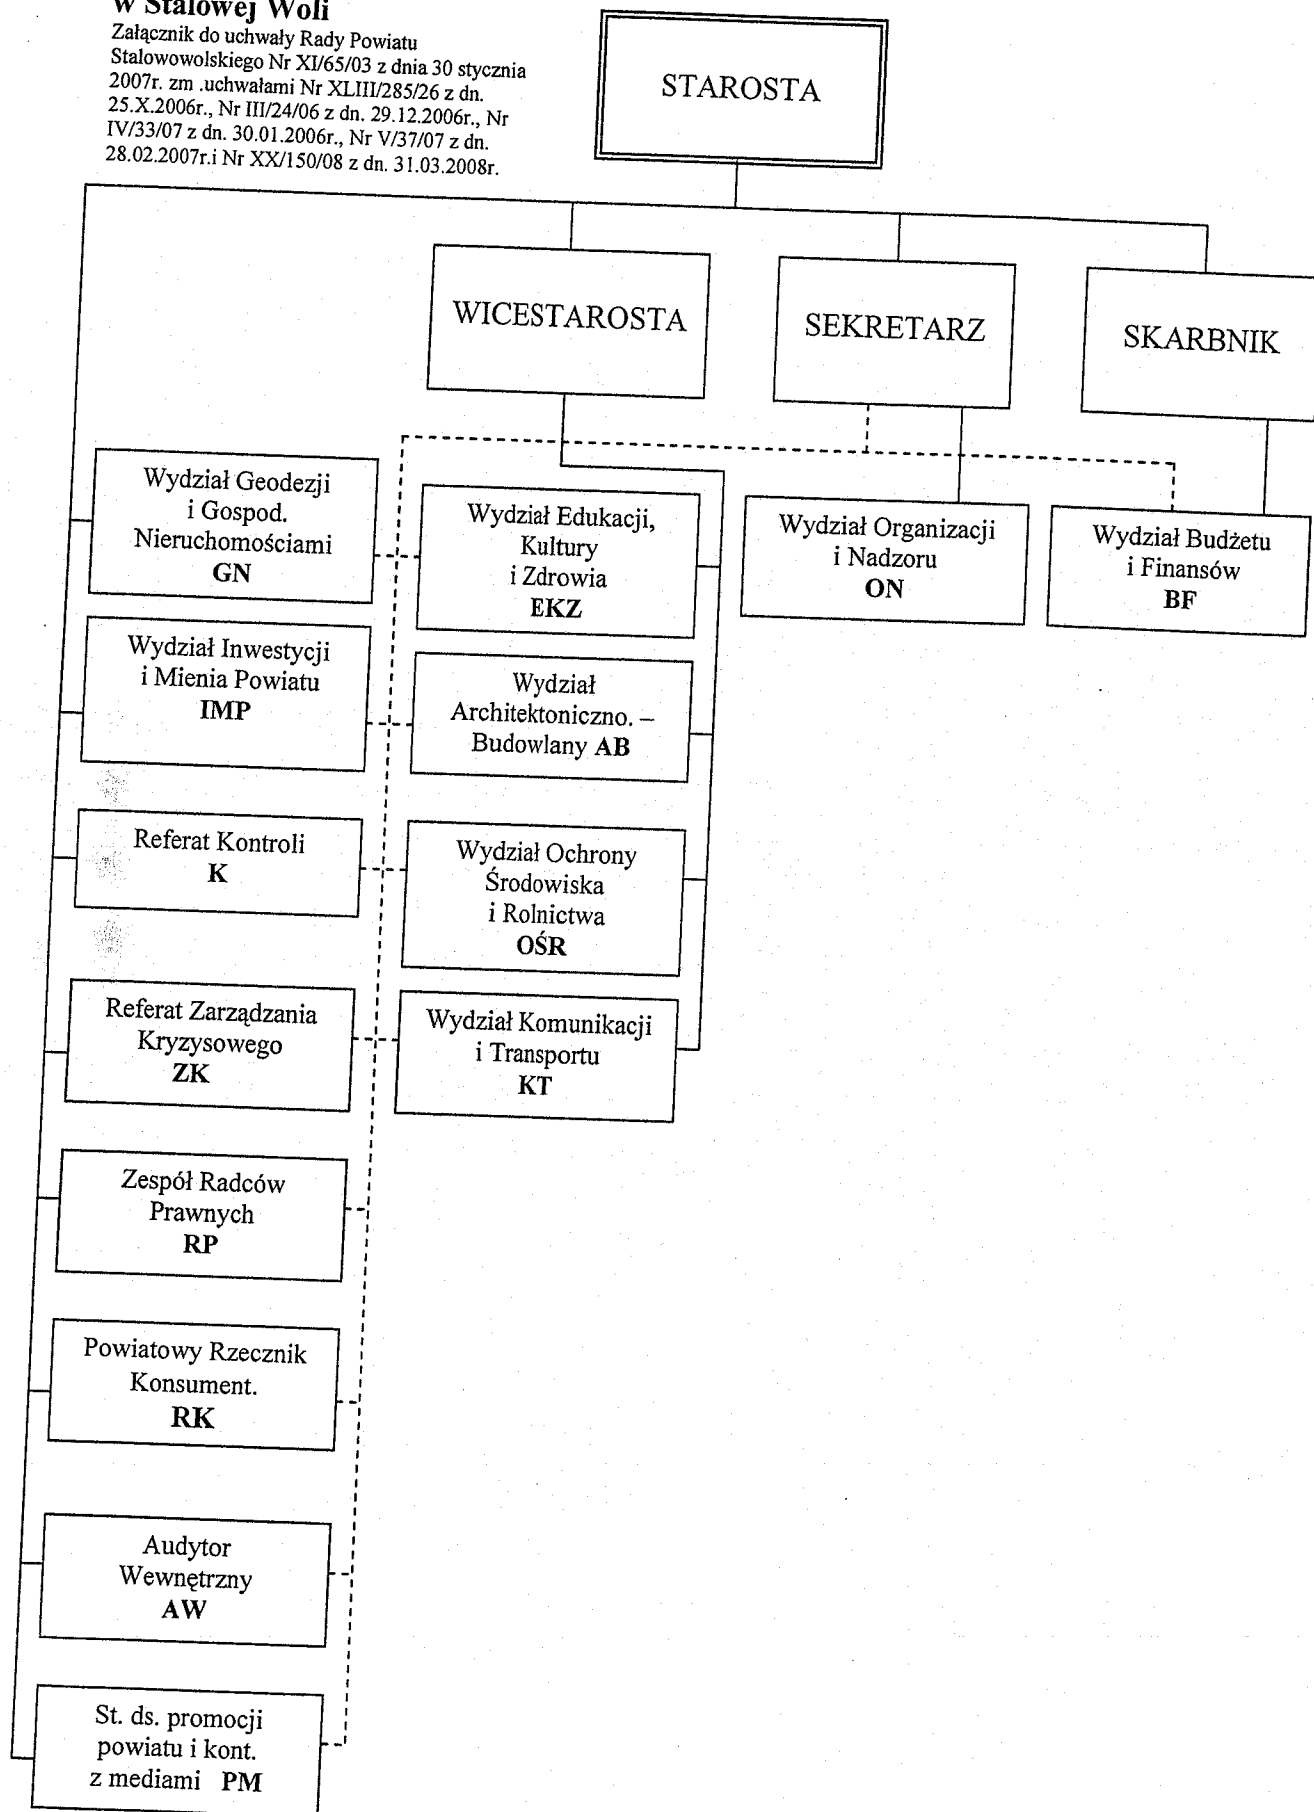 w Stalowej Woli
Załącznik do uchwały Rady Powiatu
Stalowowolskiego Nr XI/65/03 z dnia 30 stycznia
2007r. zm .uchwałami Nr XLIII/285/26 z dn.
25.X.2006r., Nr III/24/06 z dn. 29.12.2006r., Nr
IV/33/07 z dn. 30.01.2006r., Nr V/37/07 z dn.
28.02.2007r.i Nr XX/150/08 z dn. 31.03.2008r.
STAROSTA
WICESTAROSTA
SEKRETARZ
SKARBNIK
Wydział Geodezji
i Gospod.
Nieruchomościami
GN
Wydział Edukacji,
Kultury
i Zdrowia
EKZ
Wydział Organizacji
i Nadzoru
ON
Wydział Budżetu
i Finansów
BF
Wydział Inwestycji
i Mienia Powiatu
IMP
Wydział
Architektoniczno. –
Budowlany AB
Referat Kontroli
K
Wydział Ochrony
Środowiska
i Rolnictwa
OŚR
Referat Zarządzania
Kryzysowego
ZK
Wydział Komunikacji
i Transportu
KT
Zespół Radców
Prawnych
RP
Powiatowy Rzecznik
Konsument.
RK
Audytor
Wewnętrzny
AW
St. ds. promocji
powiatu i kont.
z mediami PM